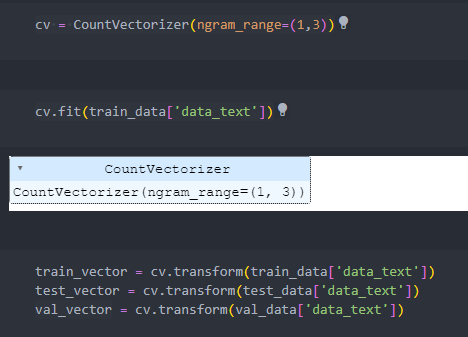 cv = CountVectorizer(ngram_range=(1,3))
cv.fit(train_data['data_text'])
CountVectorizer
CountVectorizer(ngram_range=(1, 3))
train_vector = cv.transform(train_data['data_text'])
test_vector = cv.transform(test_data['data_text'])
val_vector = cv.transform(val_data['data_text'])